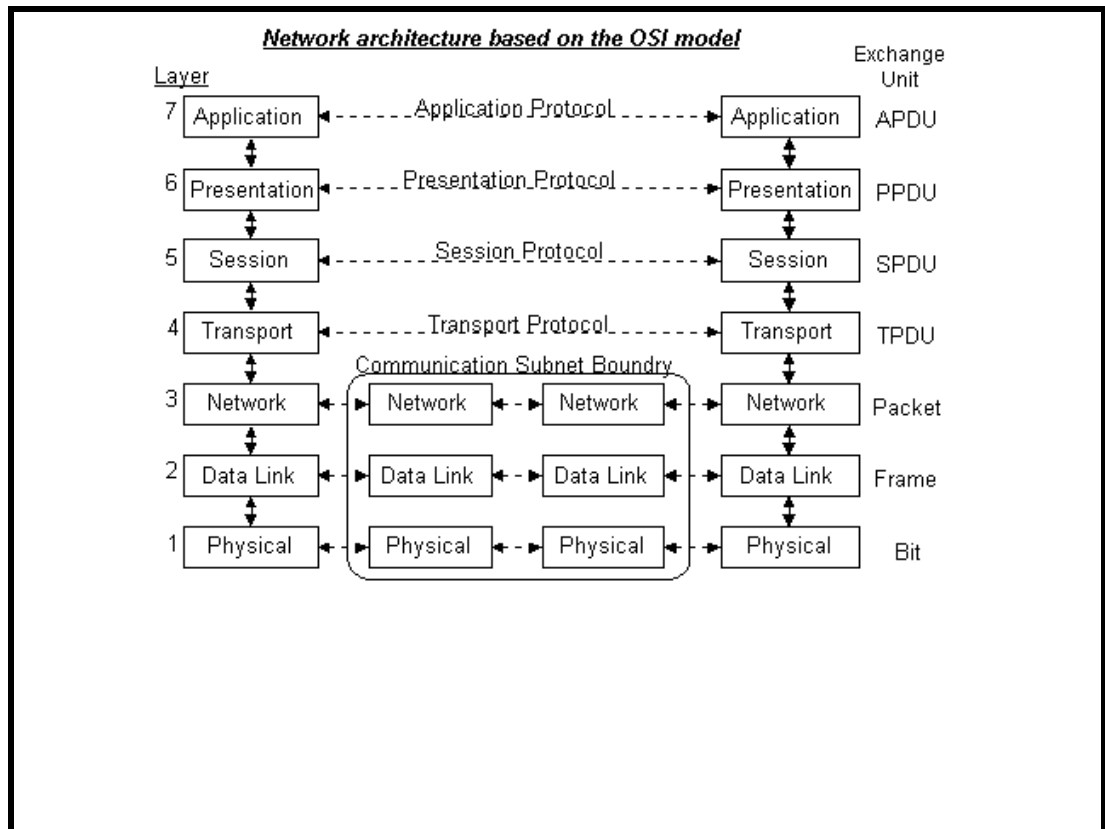 Network architecture based on the OSI model
Exchange
Unit
Layer
7 Application Application Protocol Application APDU
6 Presentation Presentation Protocol Presentation PPDU
5 Session Session Protocol Session SPDU
4 Transport Transport Protocol Transport TPDU
Communication Subnet Boundry
3 Network Network Network Network Packet
2 Data Link Data Link Data Link Data Link Frame
1 Physical Physical Physical Physical Bit